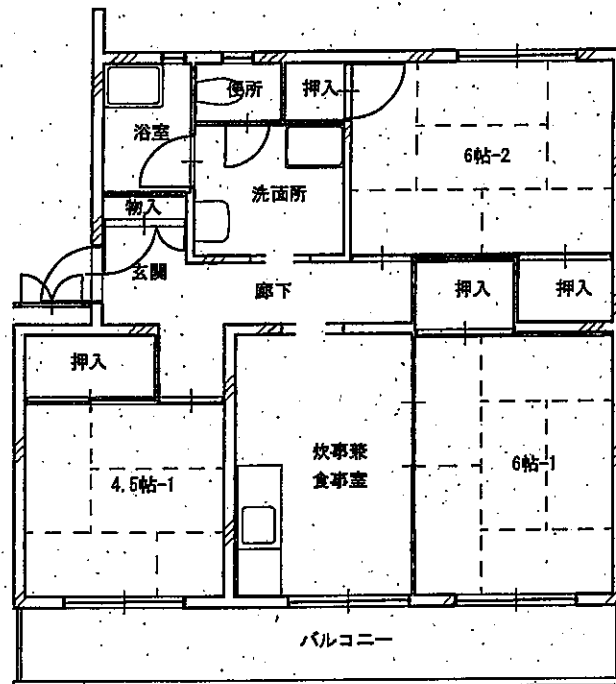 便所
押入
浴室
6帖-2
洗面所
物入
玄関
廊下
押入
押入
押入
炊事兼
食事室
6帖-1
4.5帖-1
バルコニー